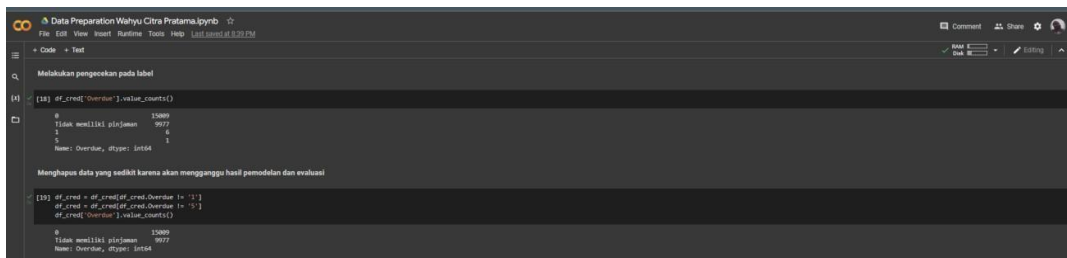 Data Preparation Wahyu Citra Pratama.ipynb
Comment Share
File Edit View Insert Runtime Tools Help Last saved at 8:39 PM
+ Code + Text
RAM
Disk
Editing
Melakukan pengecekan pada label
[18] df_cred['Overdue'].value_counts()
0 15009
Tidak memiliki pinjaman 9977
1 6
5 1
Name: Overdue, dtype: int64
Menghapus data yang sedikit karena akan mengganggu hasil pemodelan dan evaluasi
[19] df_cred = df_cred[df_cred.Overdue != '1']
df_cred = df_cred[df_cred.Overdue != '5']
df_cred['Overdue'].value_counts()
0 15009
Tidak memiliki pinjaman 9977
Name: Overdue, dtype: int64